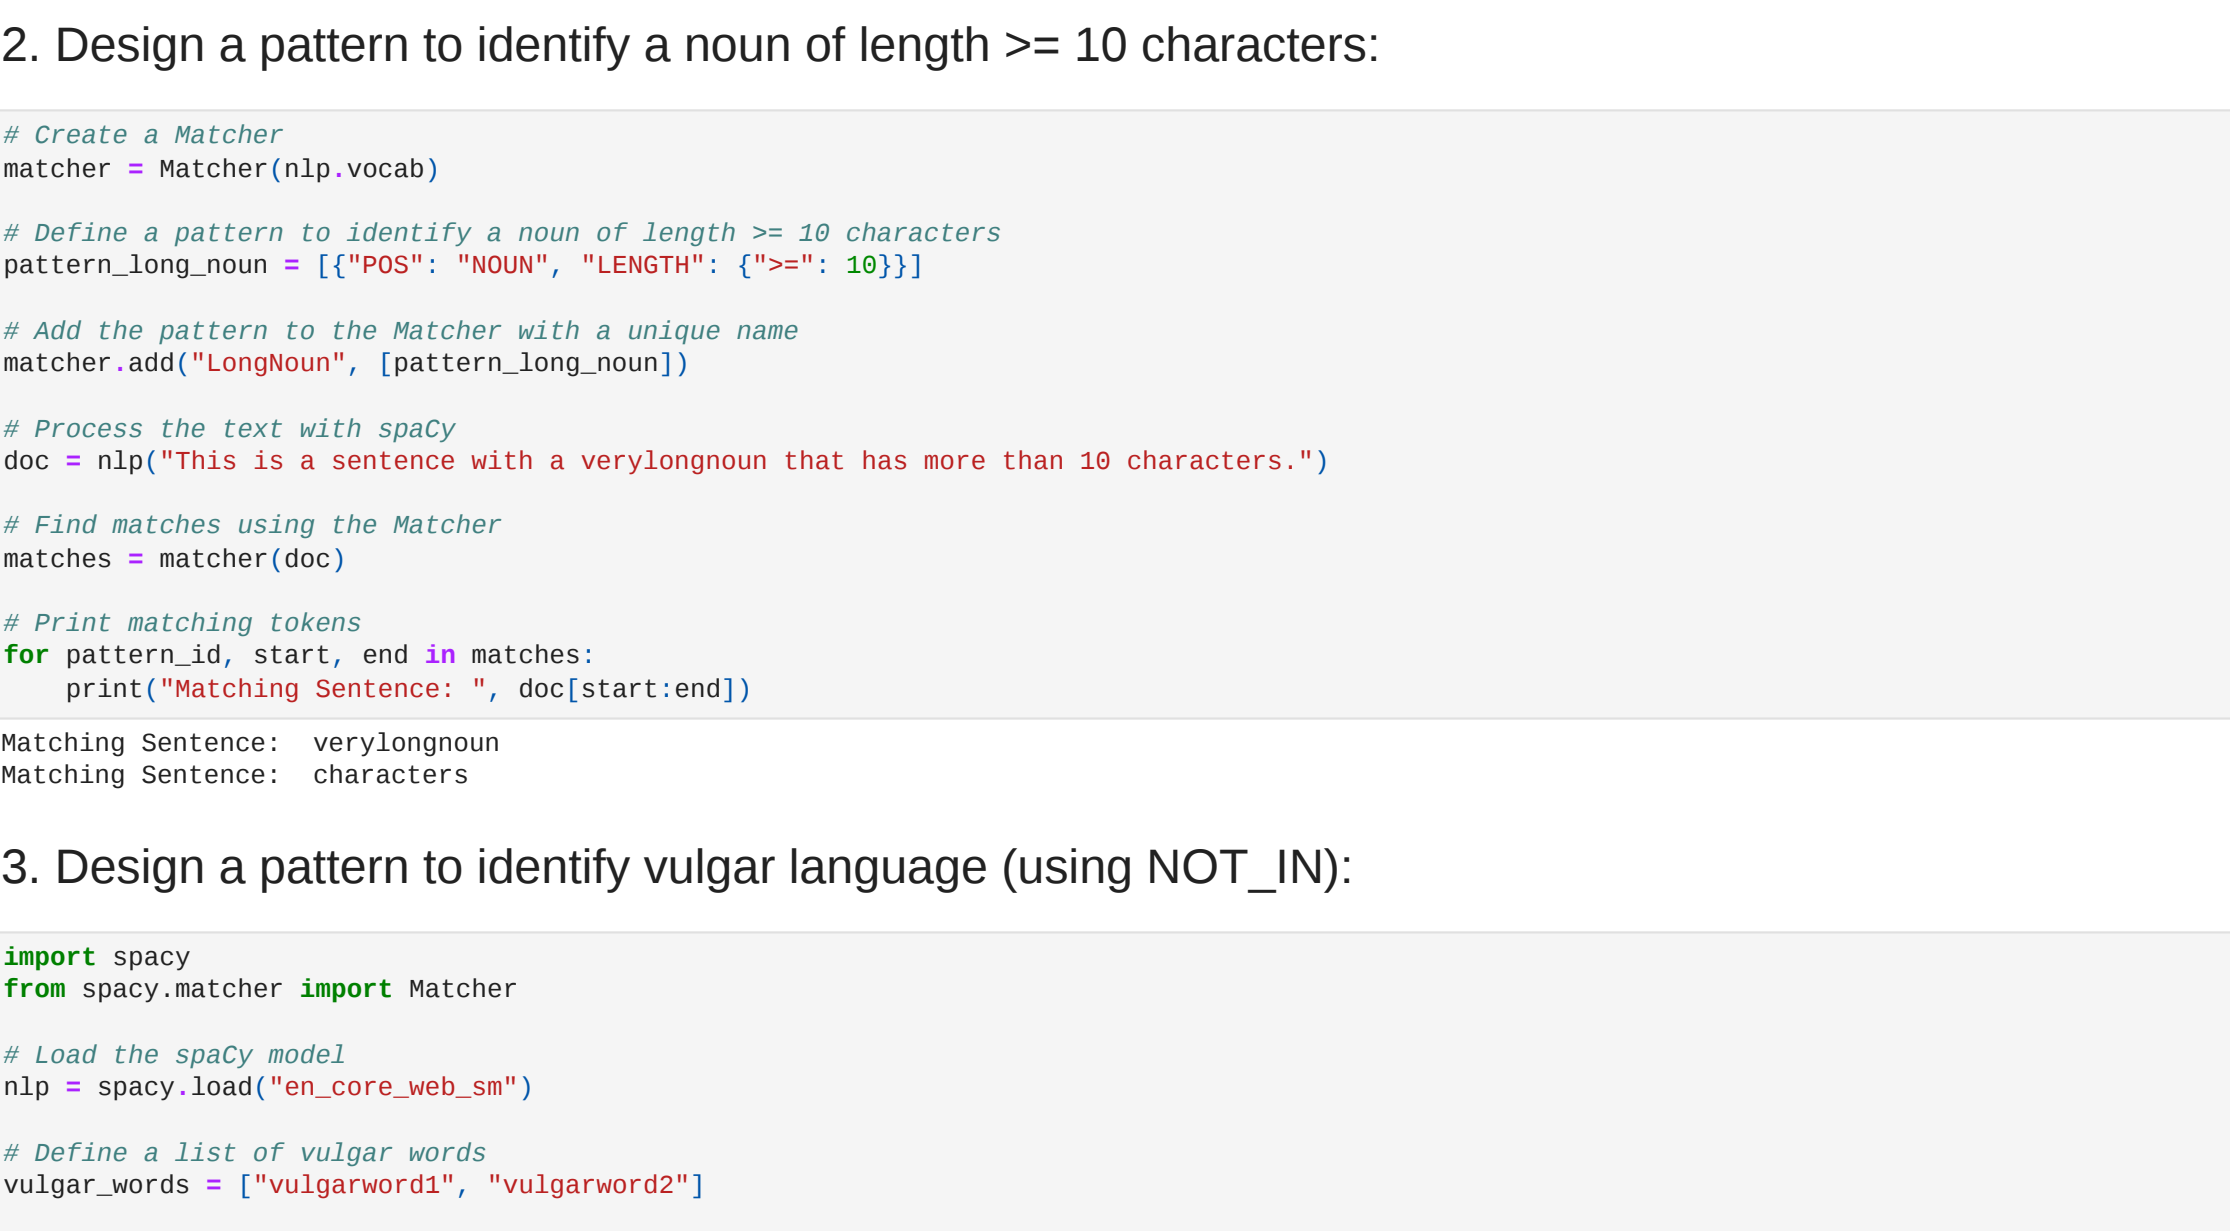 2. Design a pattern to identify a noun of length >= 10 characters:
# Create a Matcher
matcher = Matcher(nlp.vocab)
# Define a pattern to identify a noun of length >= 10 characters
pattern_long_noun = [{"POS": "NOUN", "LENGTH": {">=": 10}}]
# Add the pattern to the Matcher with a unique name
matcher.add("LongNoun", [pattern_long_noun])
# Process the text with spaCy
doc = nlp("This is a sentence with a verylongnoun that has more than 10 characters.")
# Find matches using the Matcher
matches = matcher(doc)
# Print matching tokens
for pattern_id, start, end in matches:
    print("Matching Sentence: ", doc[start:end])
Matching Sentence:  verylongnoun
Matching Sentence:  characters
3. Design a pattern to identify vulgar language (using NOT_IN):
import spacy
from spacy.matcher import Matcher
# Load the spaCy model
nlp = spacy.load("en_core_web_sm")
# Define a list of vulgar words
vulgar_words = ["vulgarword1", "vulgarword2"]